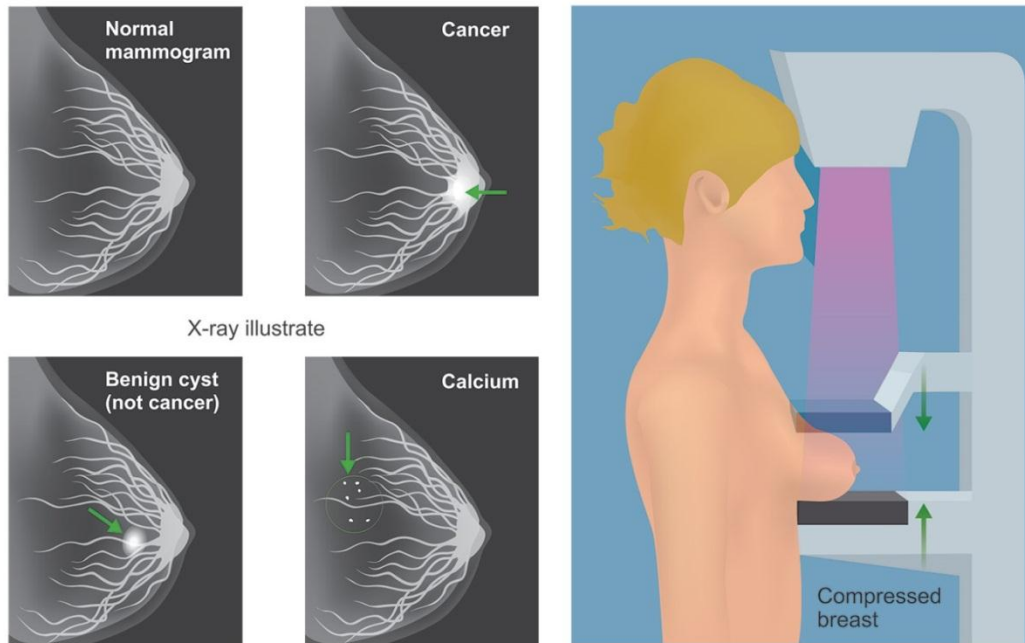 Normal
mammogram
Cancer
X-ray illustrate
Benign cyst
(not cancer)
Calcium
Compressed
breast